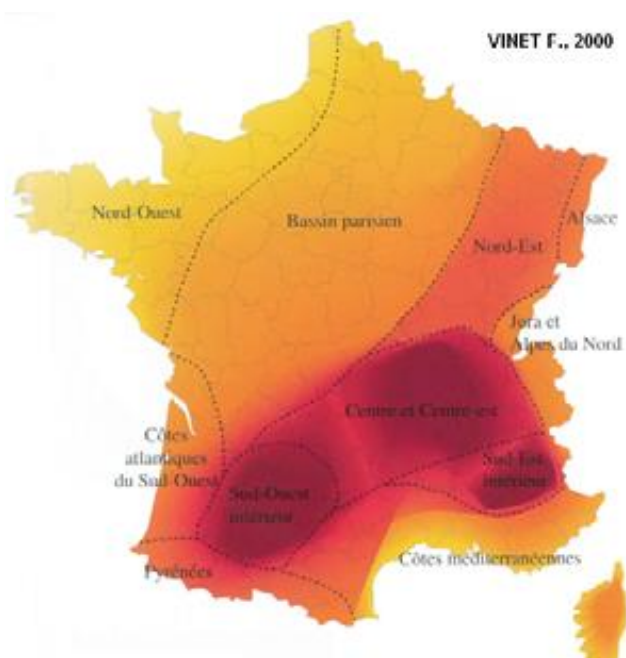 VINET F., 2000
Nord-Ouest
Bassin parisien
Alsace
Nord-Est
Jura et
Alpes du Nord
Centre et Centre-est
Côtes
atlantiques
du Sud-Ouest
Sud-Est
intérieur
Sud-Ouest
intérieur
Côtes méditerranéennes
Pyrénées